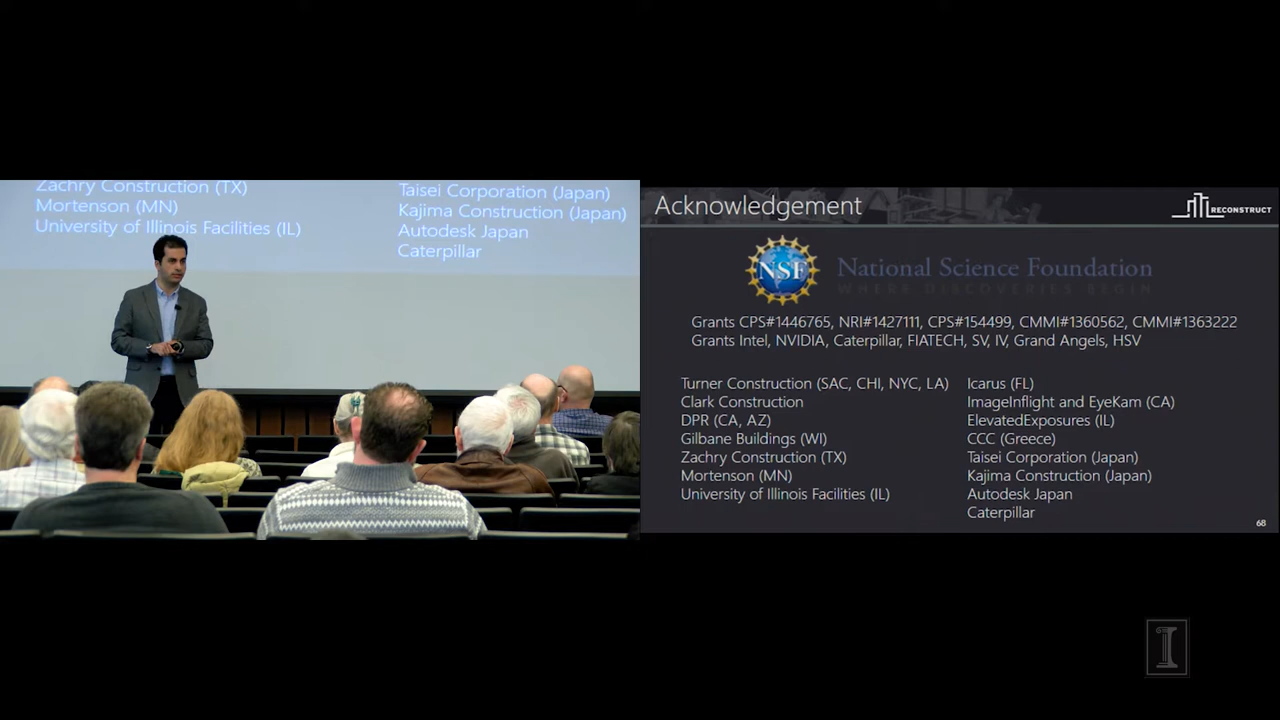 Zachry Construction (TX)
Mortenson (MN)
University of Illinois Facilities (IL)
Taisei Corporation (Japan)
Kajima Construction (Japan)
Autodesk Japan
Caterpillar
Acknowledgement
RECONSTRUCT
NSF
National Science Foundation
WHERE DISCOVERIES BEGIN
Grants CPS#1446765, NRI#1427111, CPS#154499, CMMI#1360562, CMMI#1363222
Grants Intel, NVIDIA, Caterpillar, FIATECH, SV, IV, Grand Angels, HSV
Turner Construction (SAC, CHI, NYC, LA)
Clark Construction
DPR (CA, AZ)
Gilbane Buildings (WI)
Zachry Construction (TX)
Mortenson (MN)
University of Illinois Facilities (IL)
Icarus (FL)
ImageInflight and EyeKam (CA)
ElevatedExposures (IL)
CCC (Greece)
Taisei Corporation (Japan)
Kajima Construction (Japan)
Autodesk Japan
Caterpillar
68
I